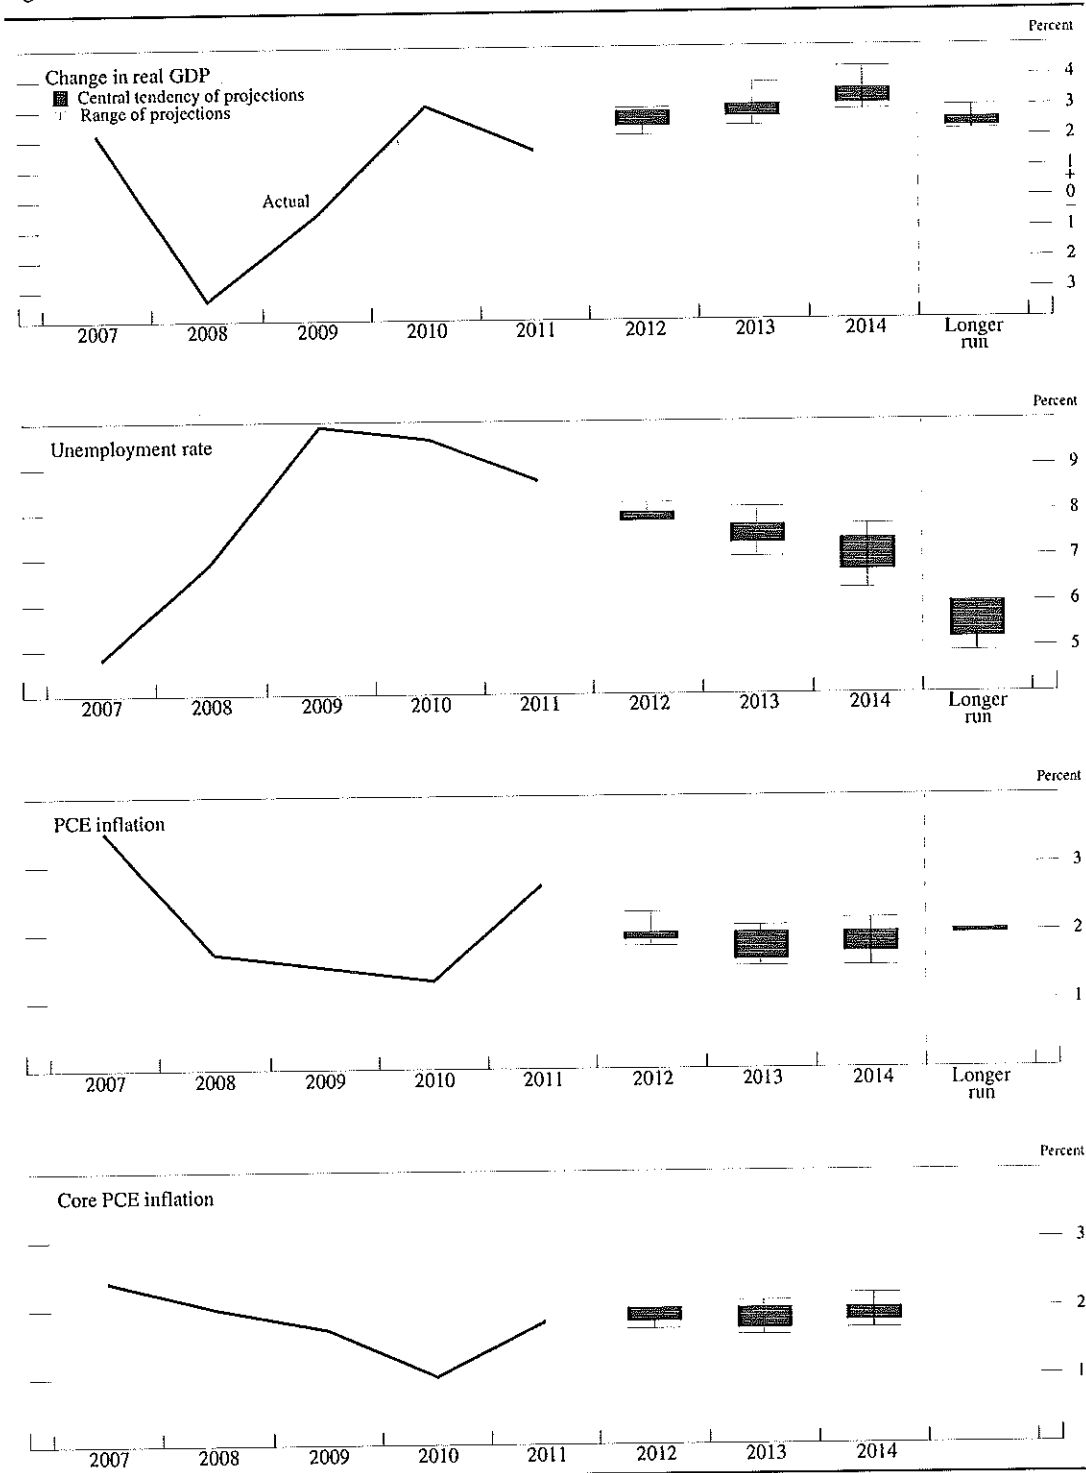 Percent
Change in real GDP
Central tendency of projections
Range of projections
Actual
4
3
2
1
+
0
−
1
2
3
2007 2008 2009 2010 2011 2012 2013 2014 Longer
run
Percent
Unemployment rate
9
8
7
6
5
2007 2008 2009 2010 2011 2012 2013 2014 Longer
run
Percent
PCE inflation
3
2
1
2007 2008 2009 2010 2011 2012 2013 2014 Longer
run
Percent
Core PCE inflation
3
2
1
2007 2008 2009 2010 2011 2012 2013 2014